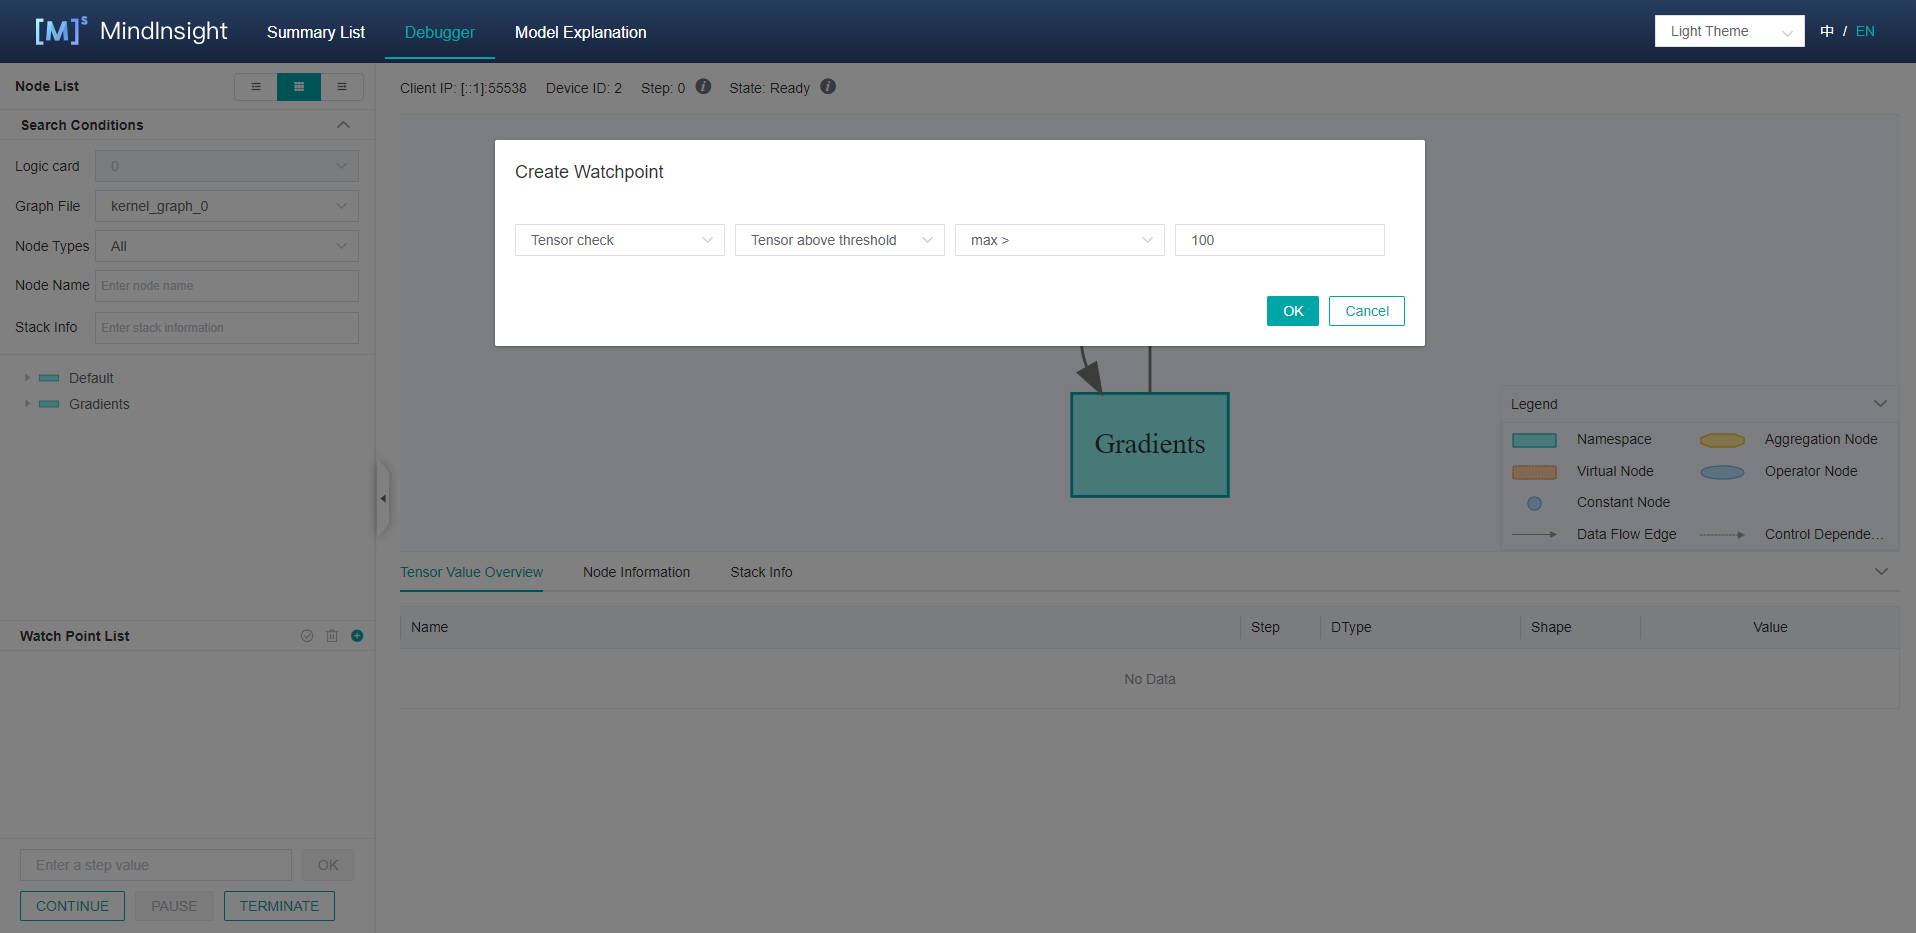 [M]s MindInsight Summary List Debugger Model Explanation Light Theme 中 / EN
Node List
Client IP: [::1]:55538 Device ID: 2 Step: 0 i State: Ready i
Search Conditions
Logic card 0
Graph File kernel_graph_0
Node Types All
Node Name Enter node name
Stack Info Enter stack information
Default
Gradients
Create Watchpoint
Tensor check Tensor above threshold max > 100
OK Cancel
Gradients
Legend
Namespace Aggregation Node
Virtual Node Operator Node
Constant Node
Data Flow Edge Control Depende...
Tensor Value Overview Node Information Stack Info
Name Step DType Shape Value
No Data
Watch Point List
Enter a step value OK
CONTINUE PAUSE TERMINATE